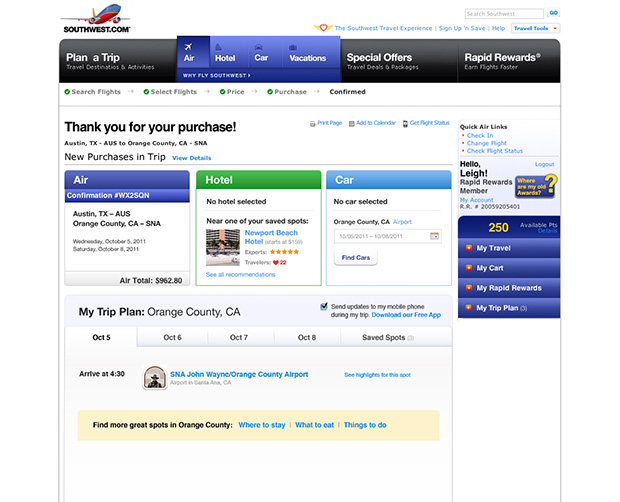 SOUTHWEST.COM®
Search Southwest
GO
The Southwest Travel Experience | Sign Up 'n Save | Travel Tools
Plan a Trip
Travel Destinations & Activities
Air
Hotel
Car
Vacations
WHY FLY SOUTHWEST
Special Offers
Travel Deals & Packages
Rapid Rewards®
Earn Flights Faster
Search Flights
Select Flights
Price
Purchase
Confirmed
Thank you for your purchase!
Print Page
Add to Calendar
Get Flight Status
Austin, TX - AUS to Orange County, CA - SNA
New Purchases in Trip View Details
Air
Confirmation #WX2SQN
Austin, TX – AUS
Orange County, CA – SNA
Wednesday, October 5, 2011
Saturday, October 8, 2011
Air Total: $962.80
Hotel
No hotel selected
Near one of your saved spots:
Newport Beach
Hotel (starts at $159)
Experts:
Travelers: 22
See all recommendations
Car
No car selected
Orange County, CA Airport
10/05/2011 – 10/08/2011
Find Cars
Quick Air Links
• Check In
• Change Flight
• Check Flight Status
Hello,
Logout
Leigh!
Rapid Rewards
Member
My Account
R.R. # 20059205401
Where
are my old
Awards?
?
250
Available Pts
Details
My Travel
My Cart
My Rapid Rewards
My Trip Plan (3)
My Trip Plan: Orange County, CA
Send updates to my mobile phone
during my trip. Download our Free App
Oct 5
Oct 6
Oct 7
Oct 8
Saved Spots (3)
Arrive at 4:30
SNA John Wayne/Orange County Airport
Airport in Santa Ana, CA
See highlights for this spot
Find more great spots in Orange County: Where to stay | What to eat | Things to do